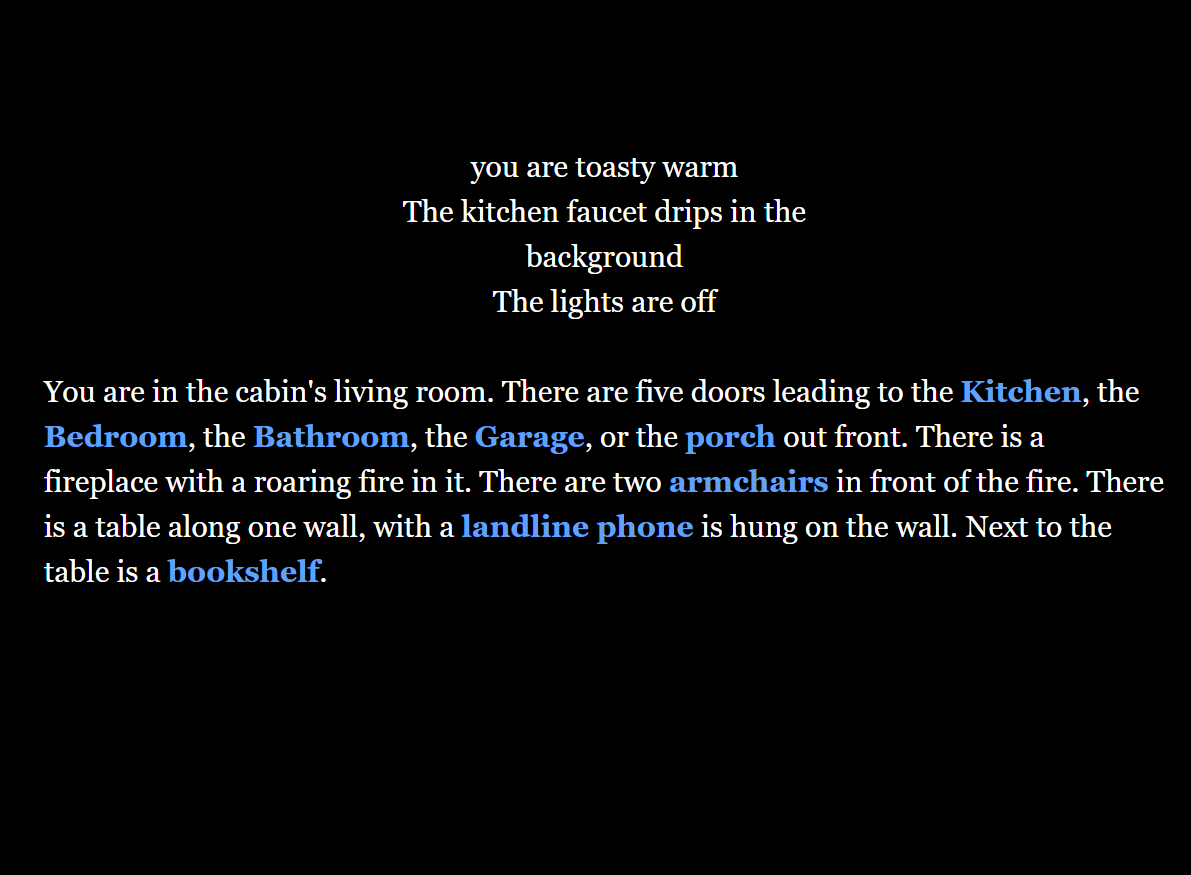 you are toasty warm
The kitchen faucet drips in the
background
The lights are off
You are in the cabin's living room. There are five doors leading to the Kitchen, the
Bedroom, the Bathroom, the Garage, or the porch out front. There is a
fireplace with a roaring fire in it. There are two armchairs in front of the fire. There
is a table along one wall, with a landline phone is hung on the wall. Next to the
table is a bookshelf.